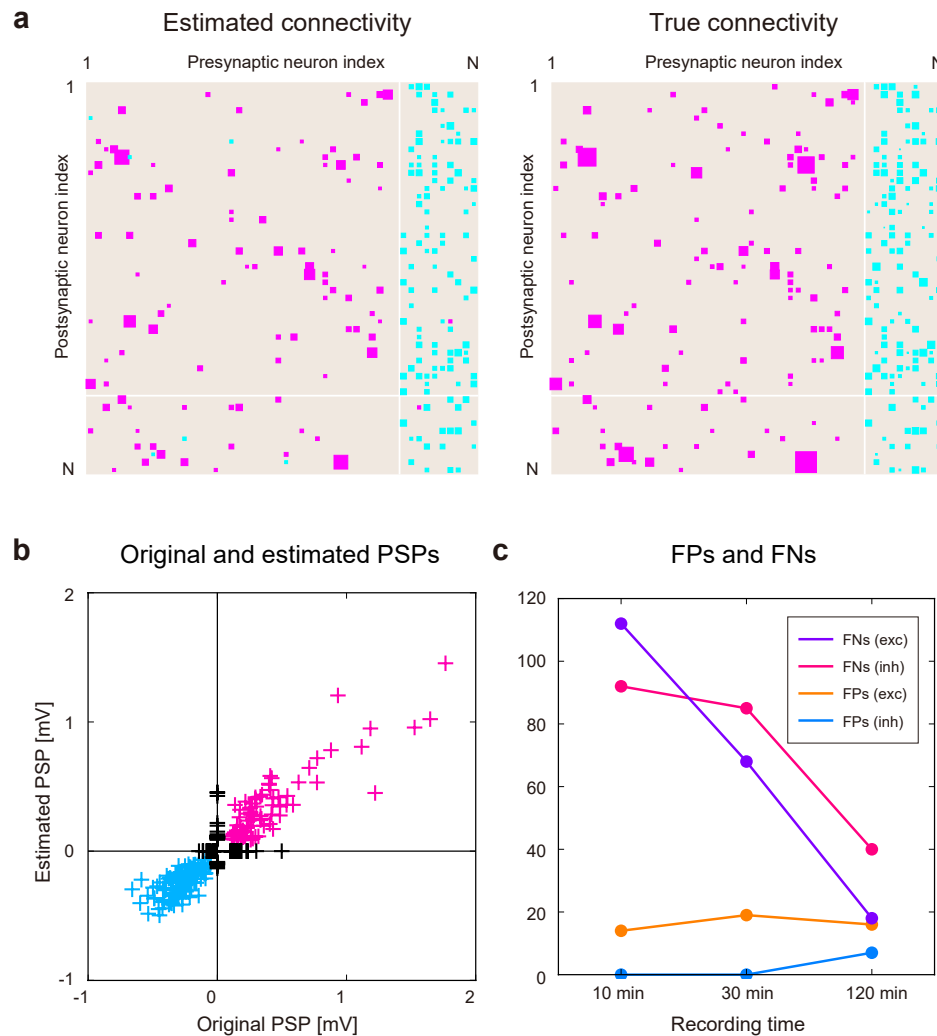 a
Estimated connectivity
True connectivity
1 Presynaptic neuron index N
1 Presynaptic neuron index N
1
Postsynaptic neuron index
N
1
Postsynaptic neuron index
N
b
Original and estimated PSPs
2
1
0
-1
Estimated PSP [mV]
-1 0 1 2
Original PSP [mV]
c
FPs and FNs
120
100
80
60
40
20
0
FNs (exc)
FNs (inh)
FPs (exc)
FPs (inh)
10 min 30 min 120 min
Recording time